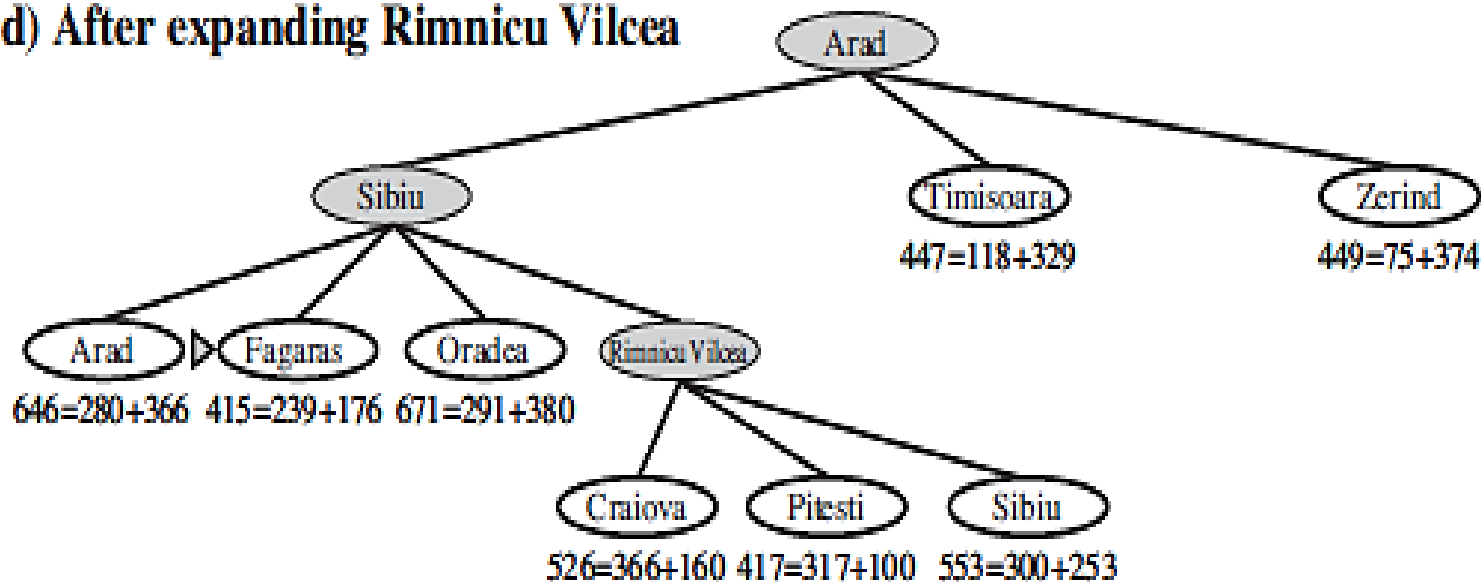 d) After expanding Rimnicu Vilcea
Arad
Sibiu
Timisoara
Zerind
447=118+329
449=75+374
Arad
Fagaras
Oradea
Rimnicu Vilcea
646=280+366
415=239+176
671=291+380
Craiova
Pitesti
Sibiu
526=366+160
417=317+100
553=300+253